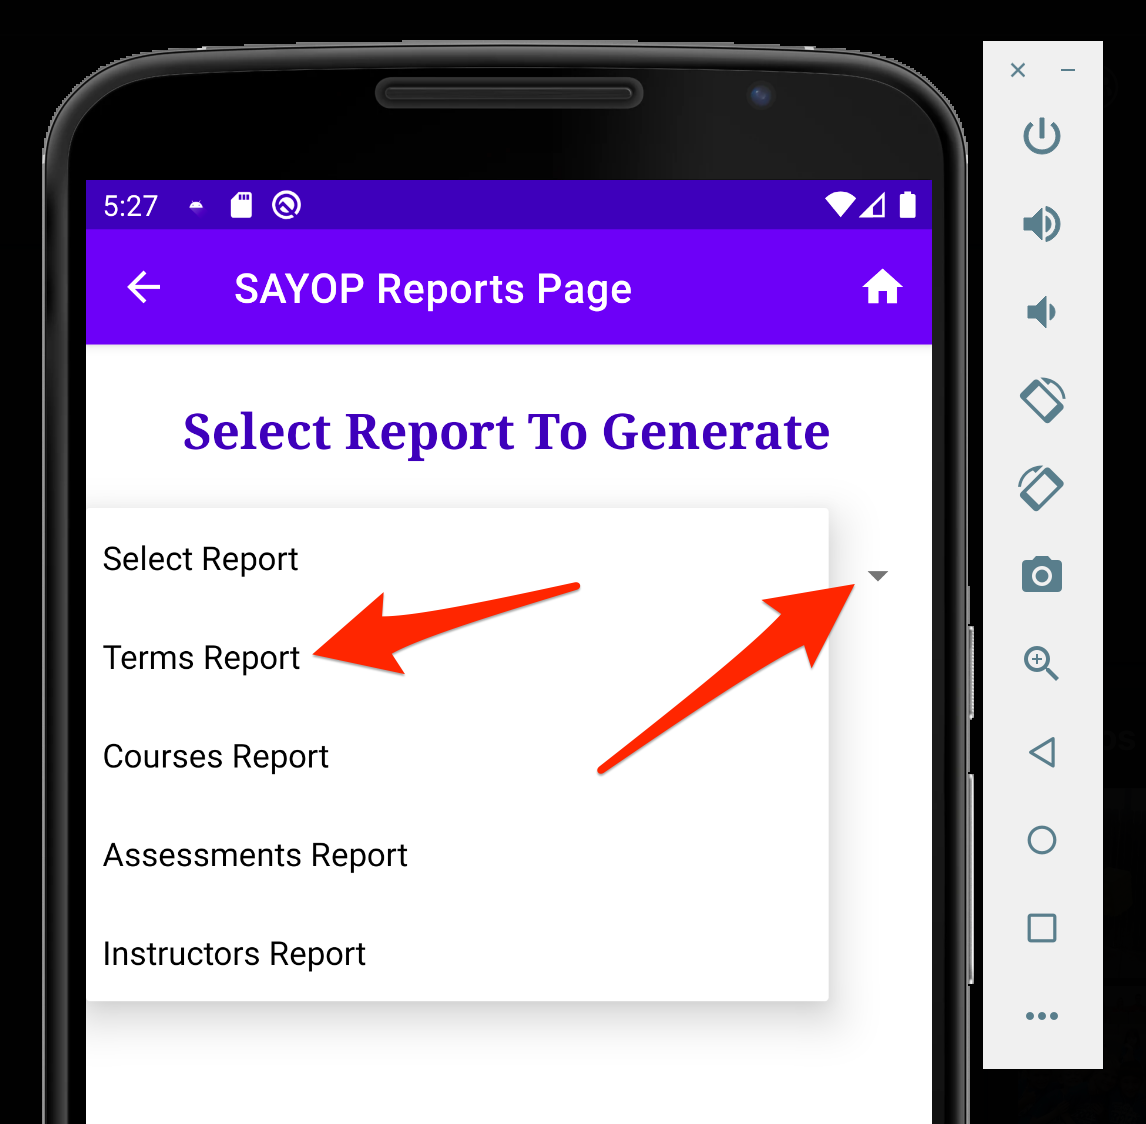 5:27
SAYOP Reports Page
Select Report To Generate
Select Report
Terms Report
Courses Report
Assessments Report
Instructors Report